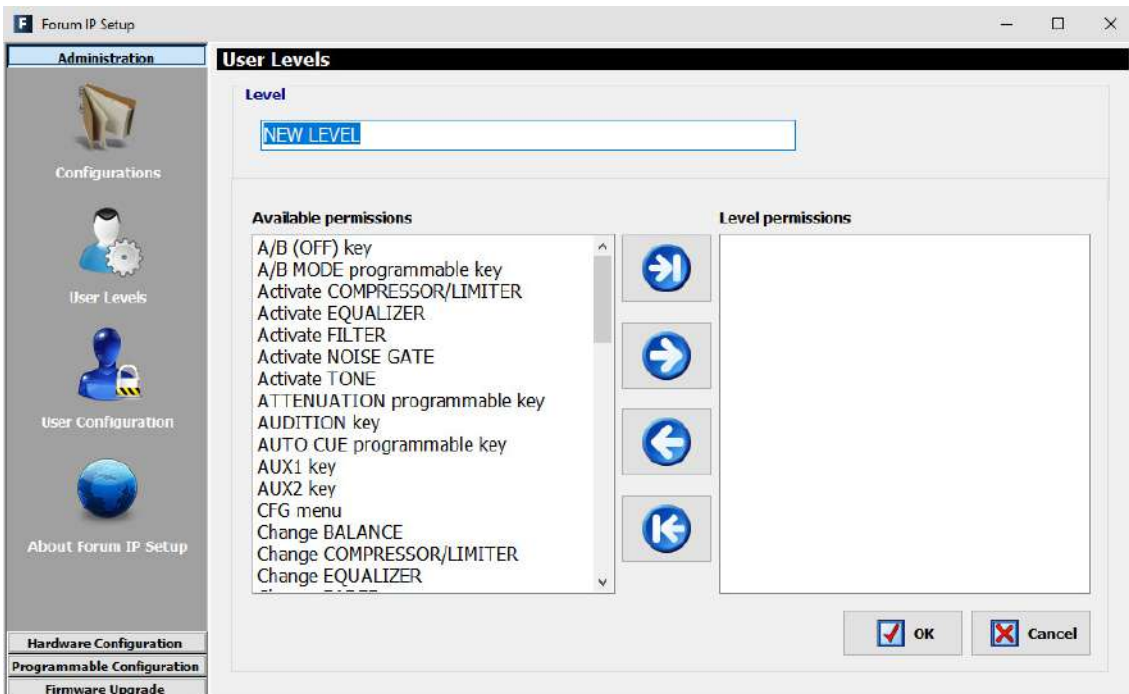 Forum IP Setup
Administration
Configurations
User Levels
User Configuration
About Forum IP Setup
Hardware Configuration
Programmable Configuration
Firmware Upgrade
User Levels
Level
NEW LEVEL
Available permissions
A/B (OFF) key
A/B MODE programmable key
Activate COMPRESSOR/LIMITER
Activate EQUALIZER
Activate FILTER
Activate NOISE GATE
Activate TONE
ATTENUATION programmable key
AUDITION key
AUTO CUE programmable key
AUX1 key
AUX2 key
CFG menu
Change BALANCE
Change COMPRESSOR/LIMITER
Change EQUALIZER
Level permissions
OK
Cancel